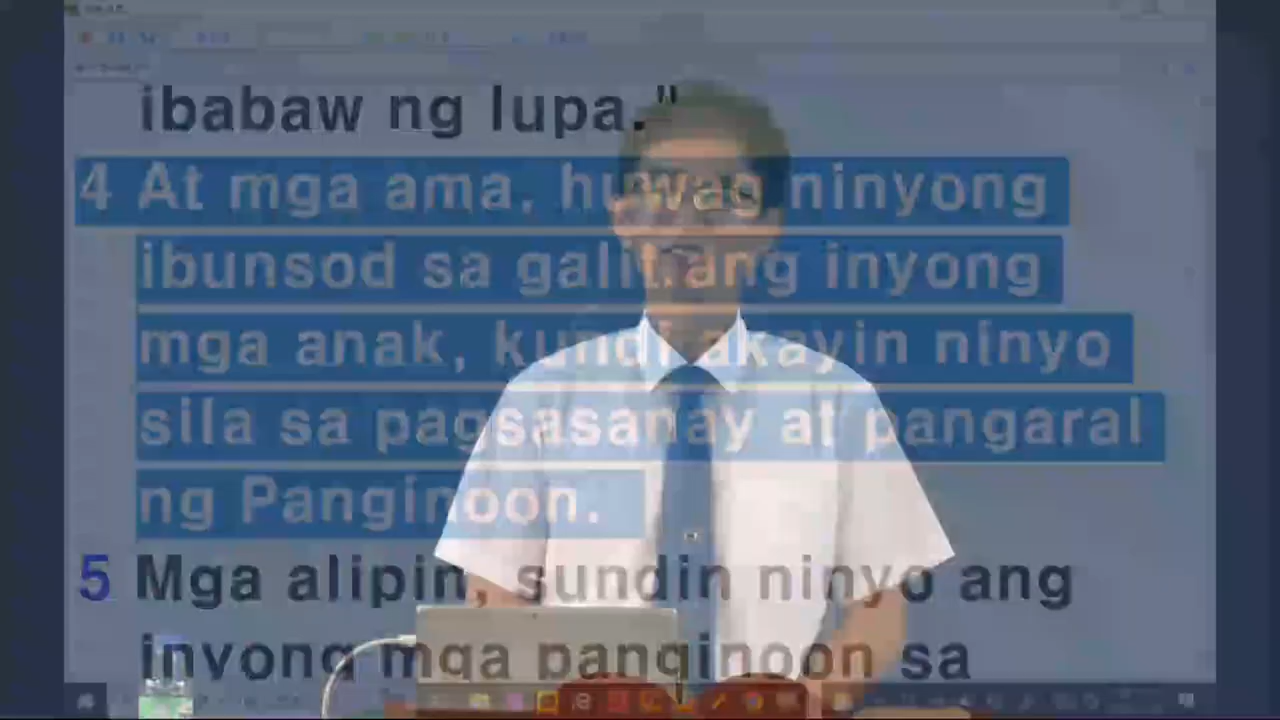 ibabaw ng lupa."
4 At mga ama, huwag ninyong
ibunsod sa galit ang inyong
mga anak, kundi akayin ninyo
sila sa pagsasanay at pangaral
ng Panginoon.
5 Mga alipin, sundin ninyo ang
inyong mga panginoon sa